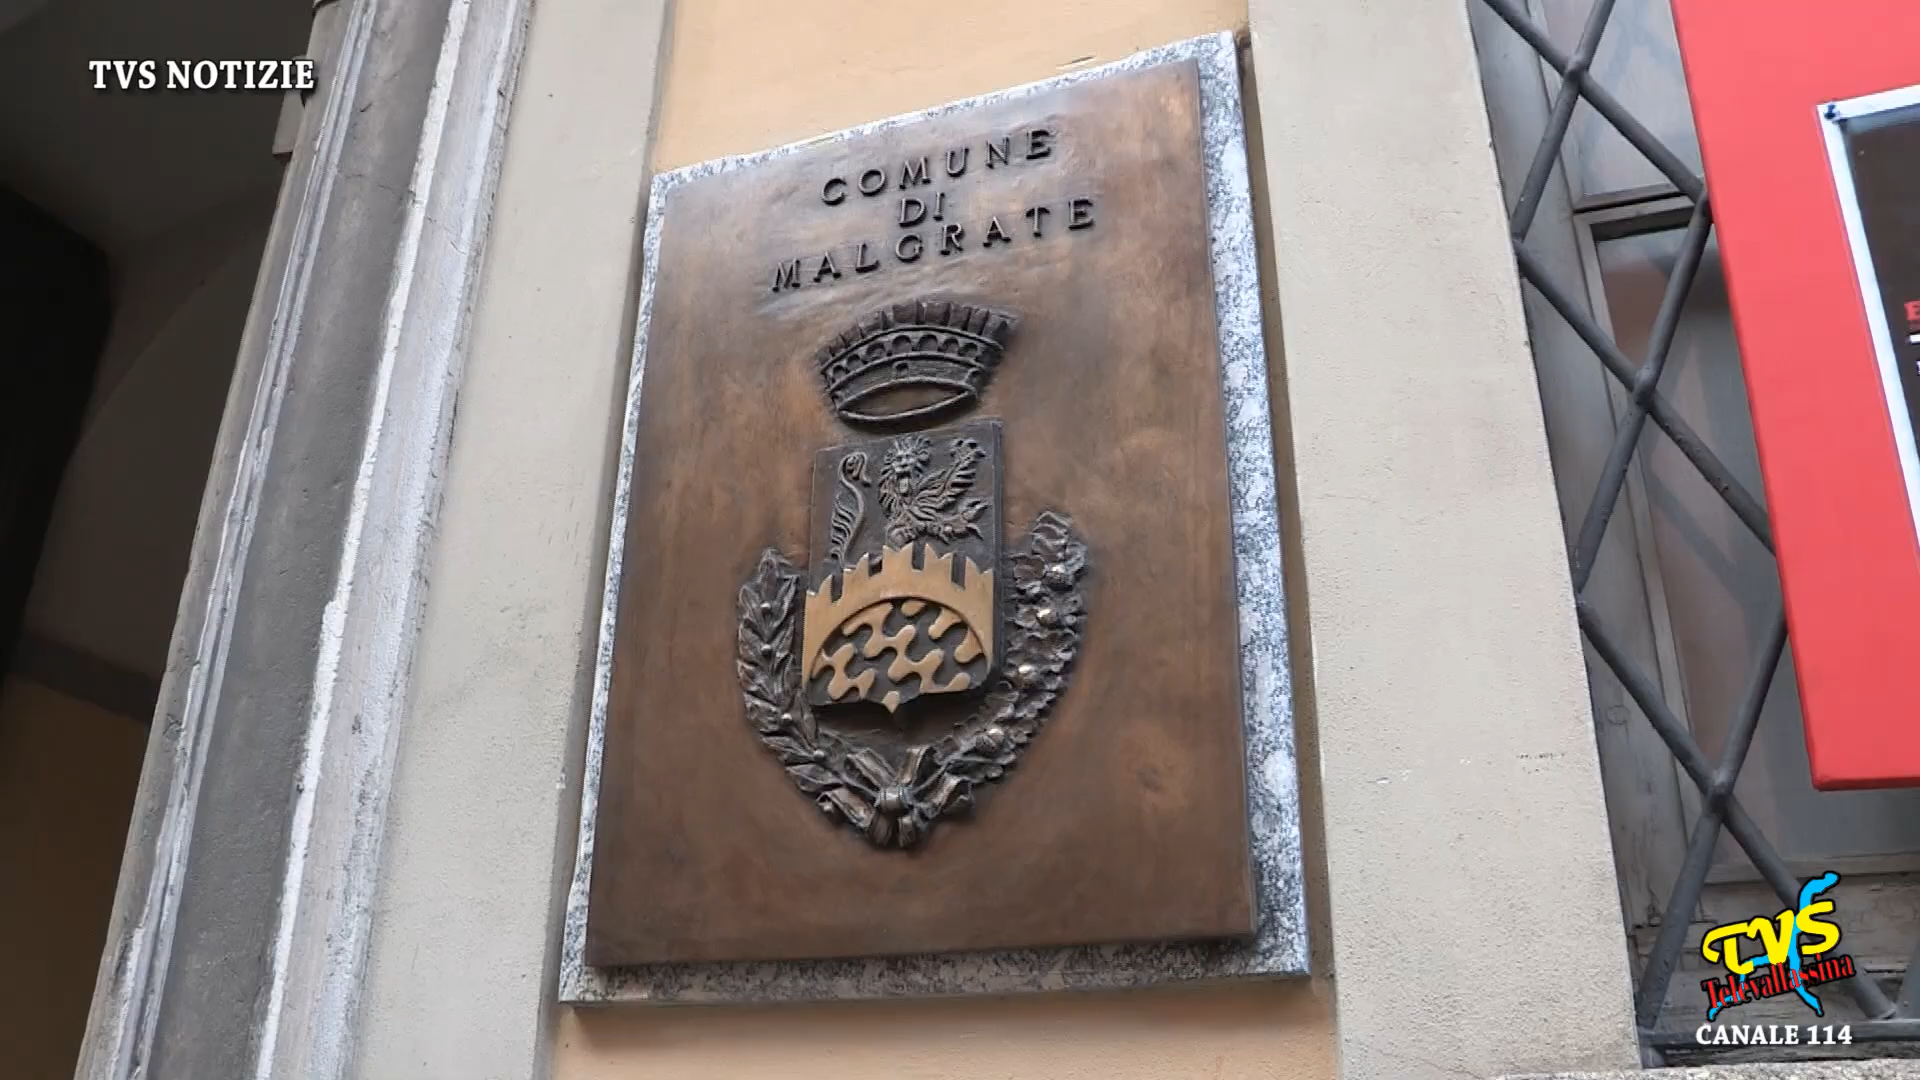 TVS NOTIZIE
COMUNE
DI
MALGRATE
TVS
Televallassina
CANALE 114